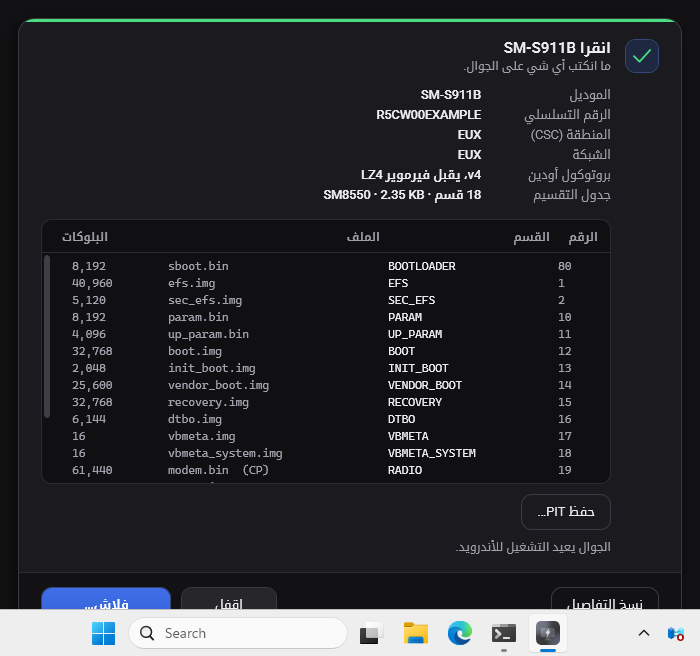 انقرا SM-S911B
ما انكتب أي شي على الجوال.
الموديل SM-S911B
الرقم التسلسلي R5CW00EXAMPLE
المنطقة (CSC) EUX
الشبكة EUX
بروتوكول أودين v4، يقبل فيرموير LZ4
جدول التقسيم 18 قسم · SM8550 · 2.35 KB
الرقم القسم الملف البلوكات
80 BOOTLOADER sboot.bin 8,192
1 EFS efs.img 40,960
2 SEC_EFS sec_efs.img 5,120
10 PARAM param.bin 8,192
11 UP_PARAM up_param.bin 4,096
12 BOOT boot.img 32,768
13 INIT_BOOT init_boot.img 2,048
14 VENDOR_BOOT vendor_boot.img 25,600
15 RECOVERY recovery.img 32,768
16 DTBO dtbo.img 6,144
17 VBMETA vbmeta.img 16
18 VBMETA_SYSTEM vbmeta_system.img 16
19 RADIO modem.bin (CP) 61,440
حفظ PIT...
الجوال يعيد التشغيل للأندرويد.
نسخ التفاصيل اقفل فلاش...
Search